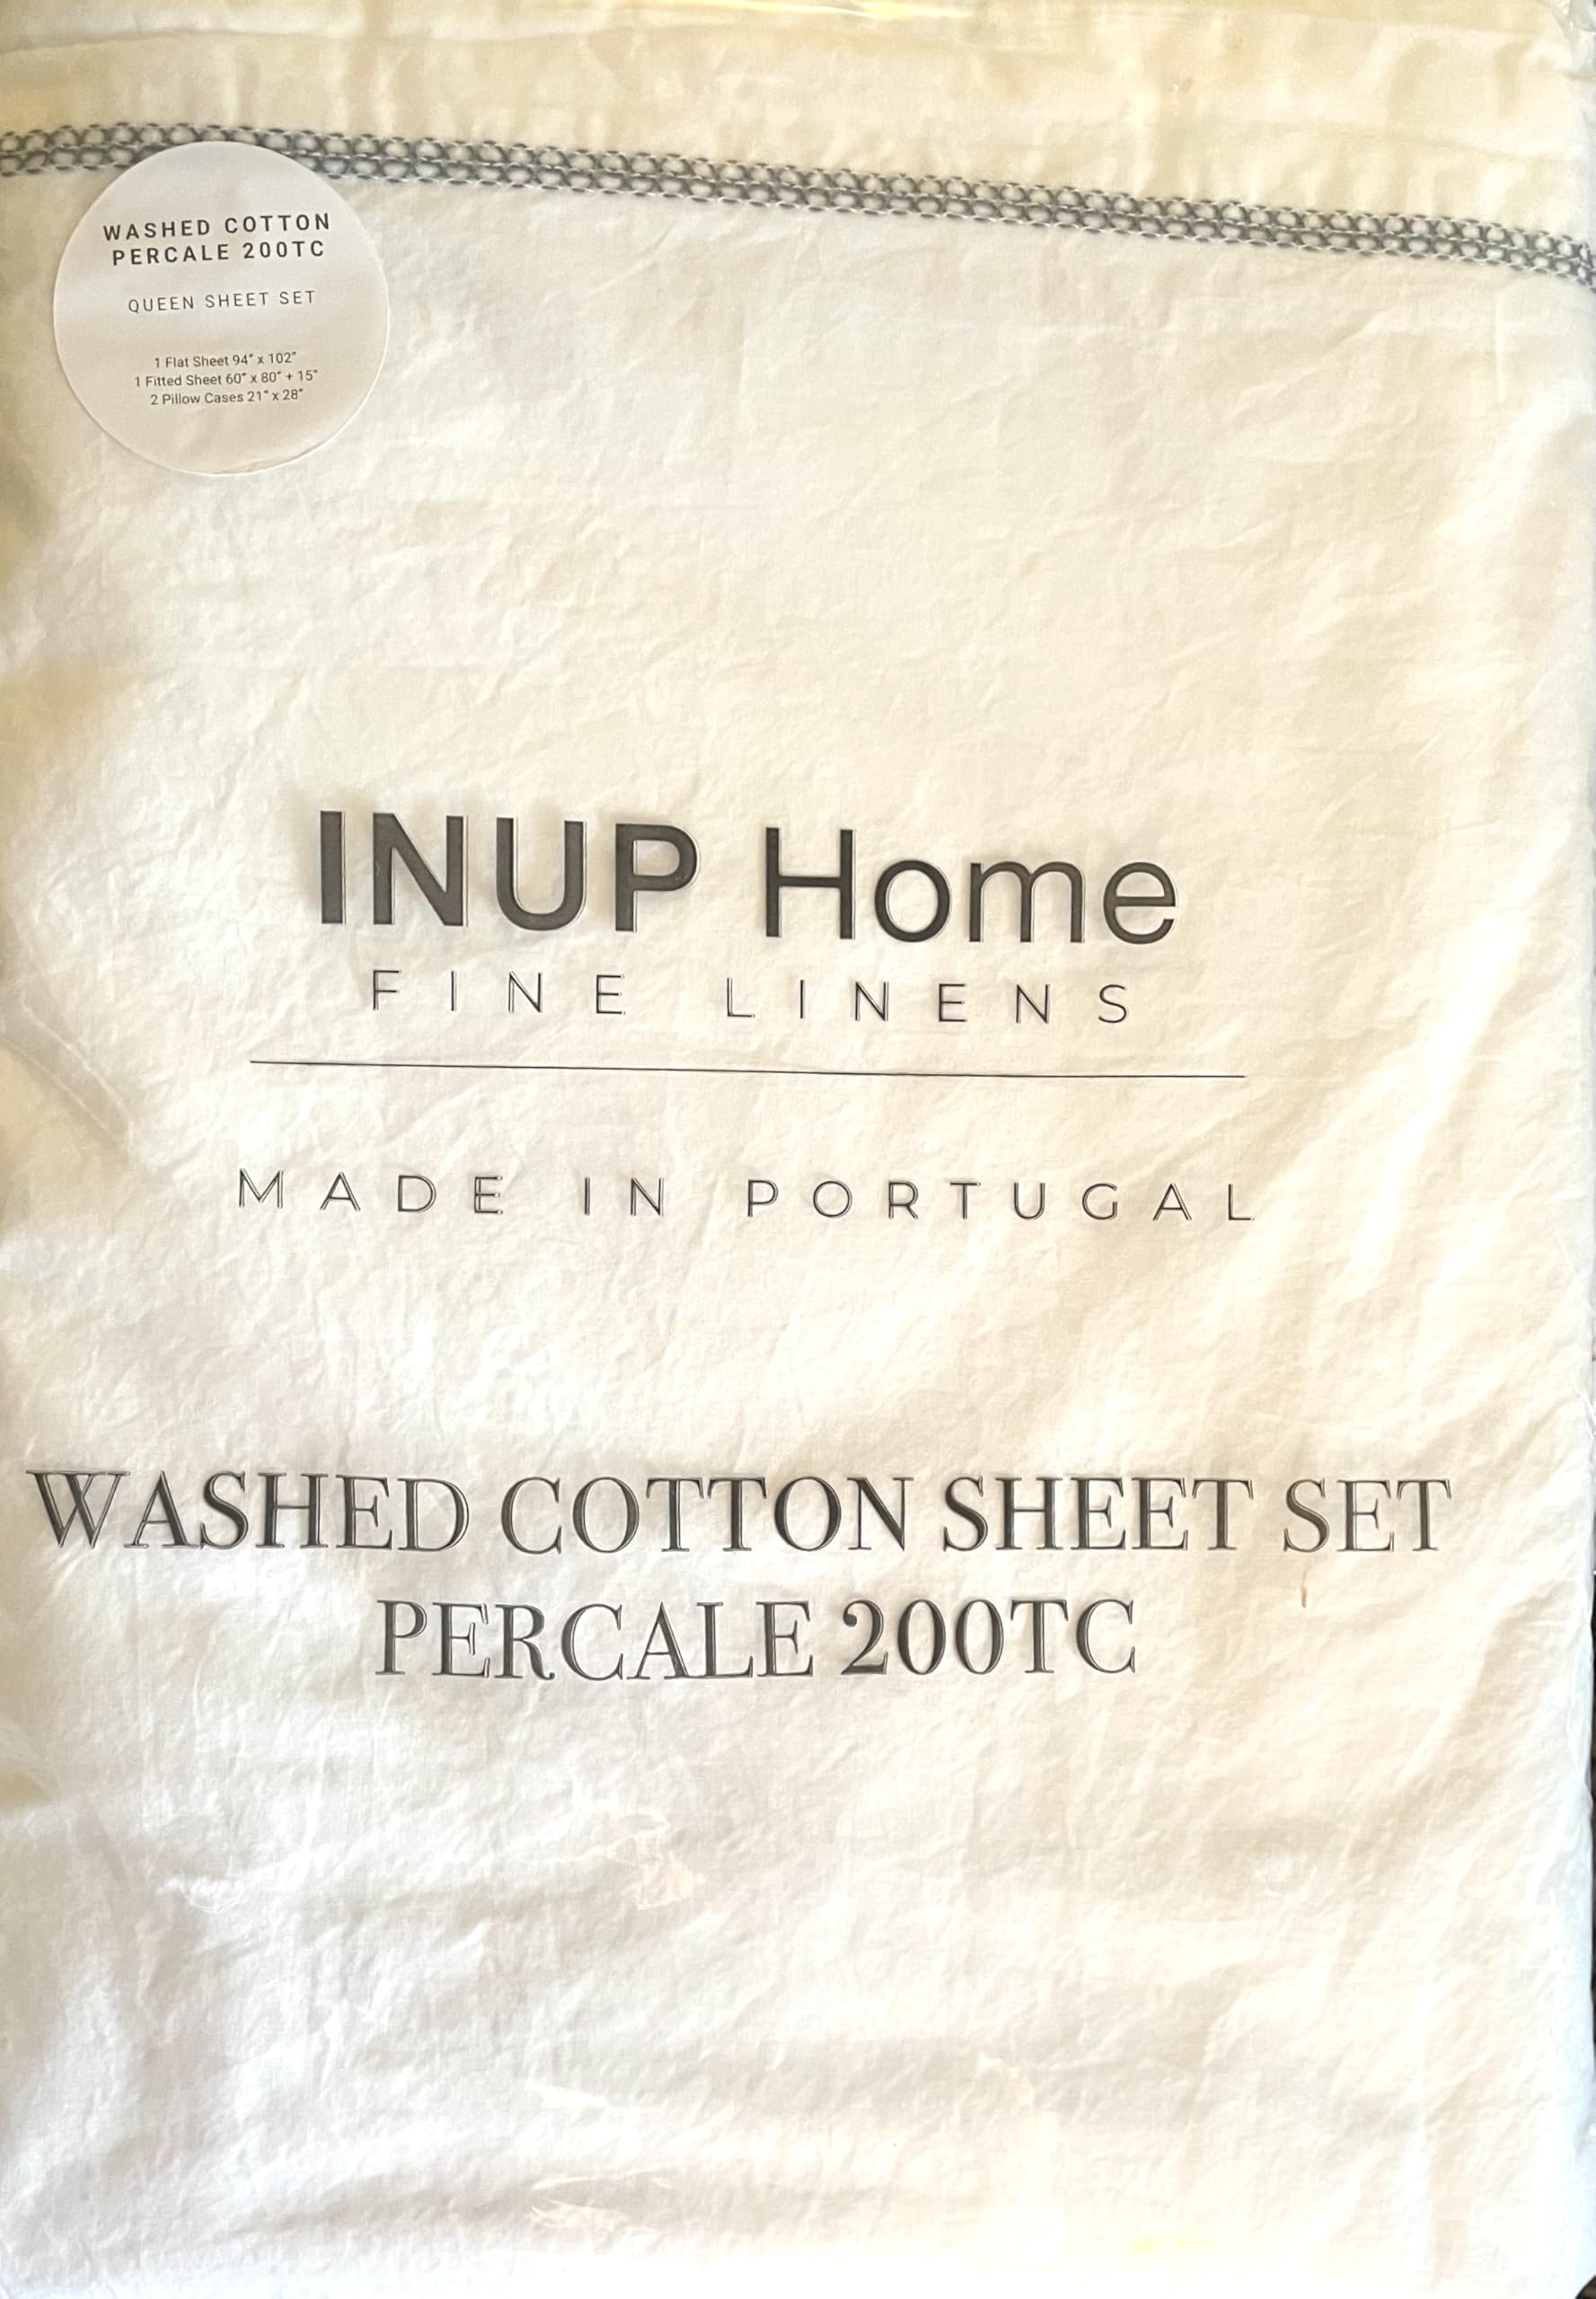 WASHED COTTON
PERCALE 200TC
QUEEN SHEET SET
1 Flat Sheet 94" x 102"
1 Fitted Sheet 60" x 80" + 15"
2 Pillow Cases 21" x 28"
INUP Home
FINE LINENS
MADE IN PORTUGAL
WASHED COTTON SHEET SET
PERCALE 200TC